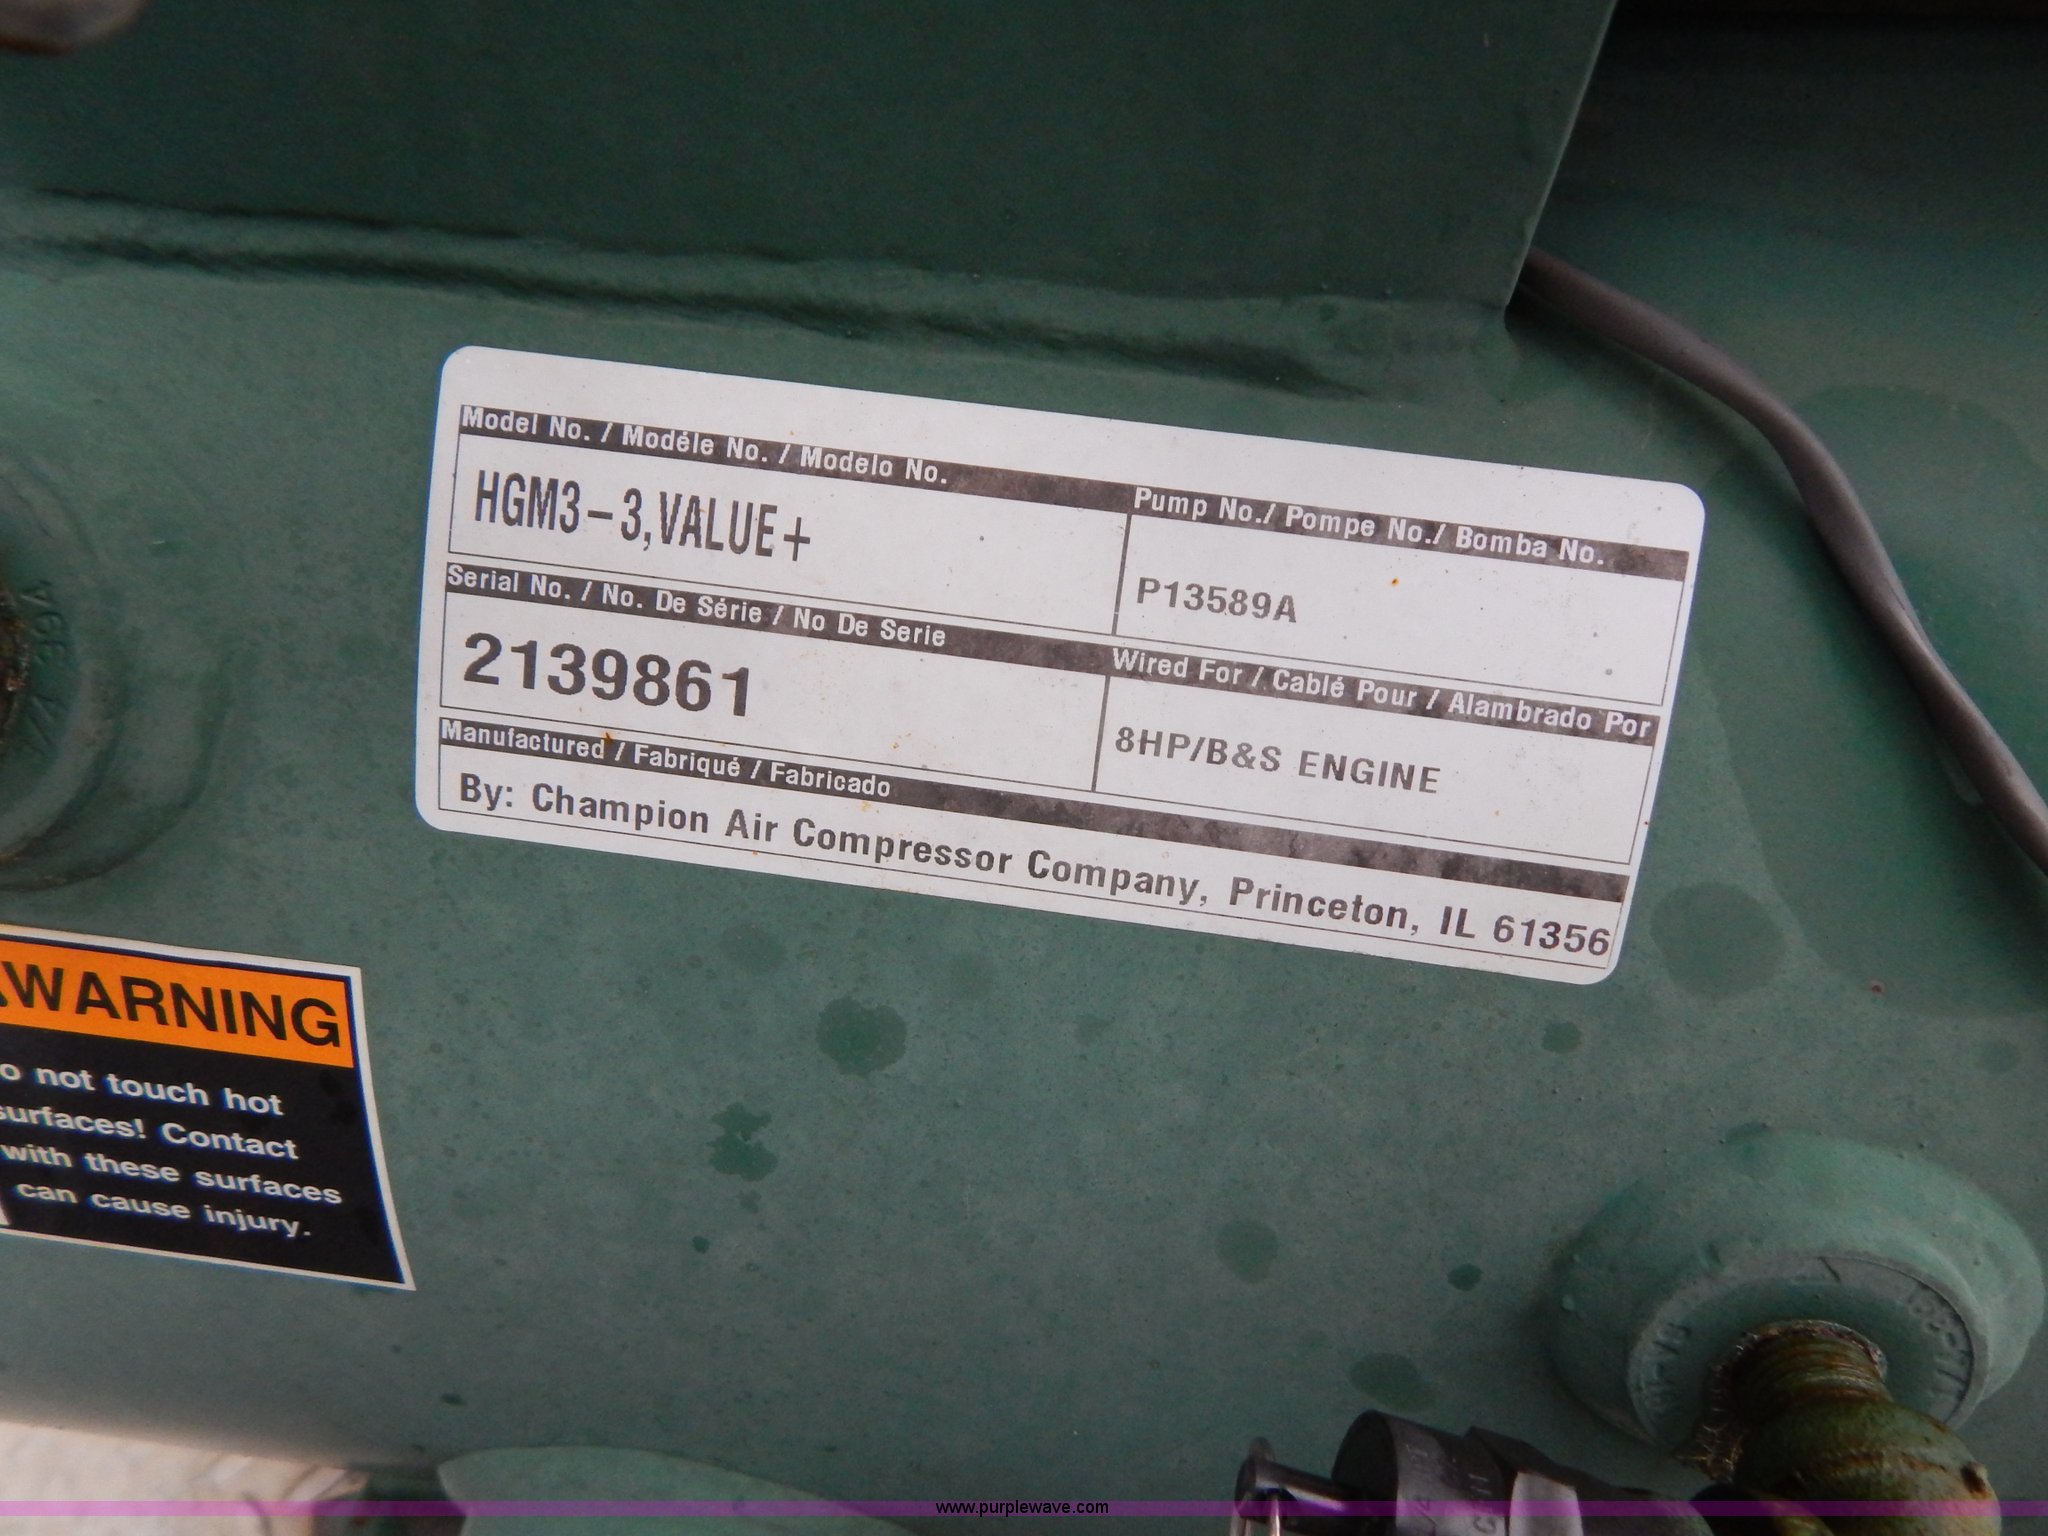 Model No. / Modéle No. / Modelo No.
HGM3-3,VALUE+
Pump No./ Pompe No./ Bomba No.
P13589A
Serial No. / No. De Série / No De Serie
2139861
Wired For / Cablé Pour / Alambrado Por
8HP/B&S ENGINE
Manufactured / Fabriqué / Fabricado
By: Champion Air Compressor Company, Princeton, IL 61356
WARNING
not touch hot
surfaces! Contact
with these surfaces
can cause injury.
www.purplewave.com